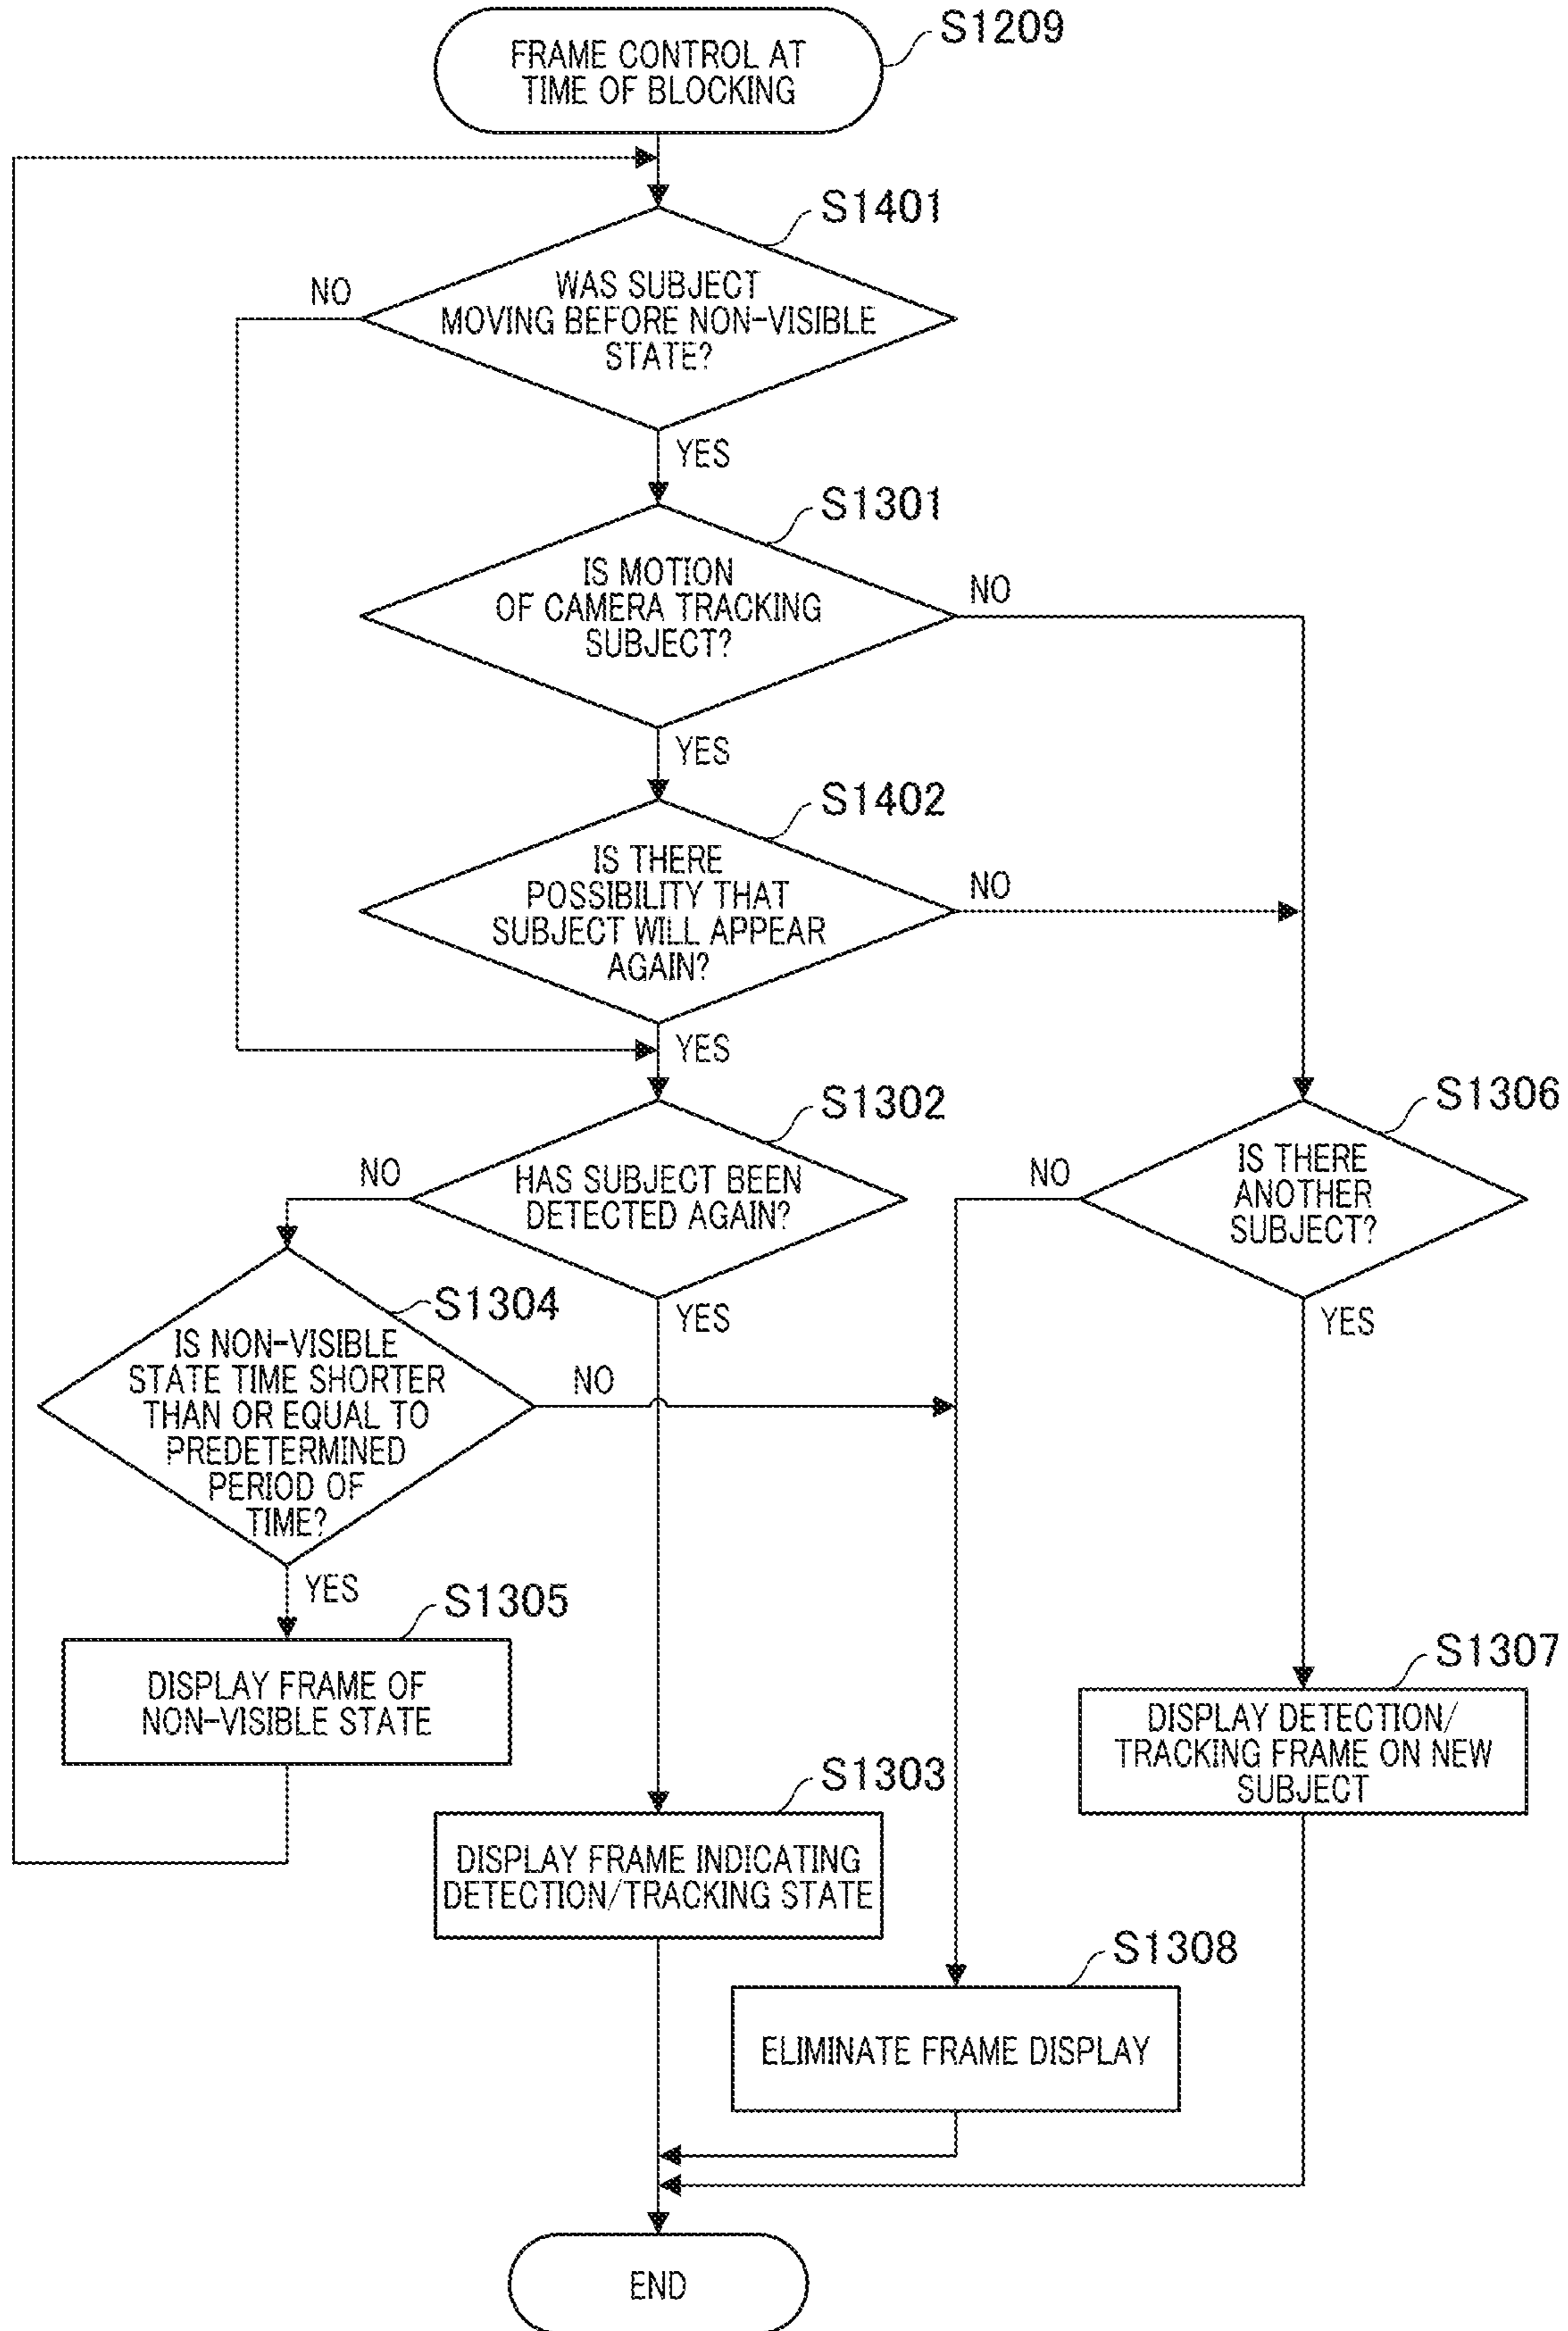 S1209
FRAME CONTROL AT
TIME OF BLOCKING
S1401
NO
WAS SUBJECT
MOVING BEFORE NON-VISIBLE
STATE?
YES
S1301
IS MOTION
OF CAMERA TRACKING
SUBJECT?
NO
YES
S1402
IS THERE
POSSIBILITY THAT
SUBJECT WILL APPEAR
AGAIN?
NO
YES
S1302
HAS SUBJECT BEEN
DETECTED AGAIN?
NO
YES
S1306
IS THERE
ANOTHER
SUBJECT?
NO
YES
S1304
IS NON-VISIBLE
STATE TIME SHORTER
THAN OR EQUAL TO
PREDETERMINED
PERIOD OF
TIME?
NO
YES
S1305
DISPLAY FRAME OF
NON-VISIBLE STATE
S1307
DISPLAY DETECTION/
TRACKING FRAME ON NEW
SUBJECT
S1303
DISPLAY FRAME INDICATING
DETECTION/TRACKING STATE
S1308
ELIMINATE FRAME DISPLAY
END